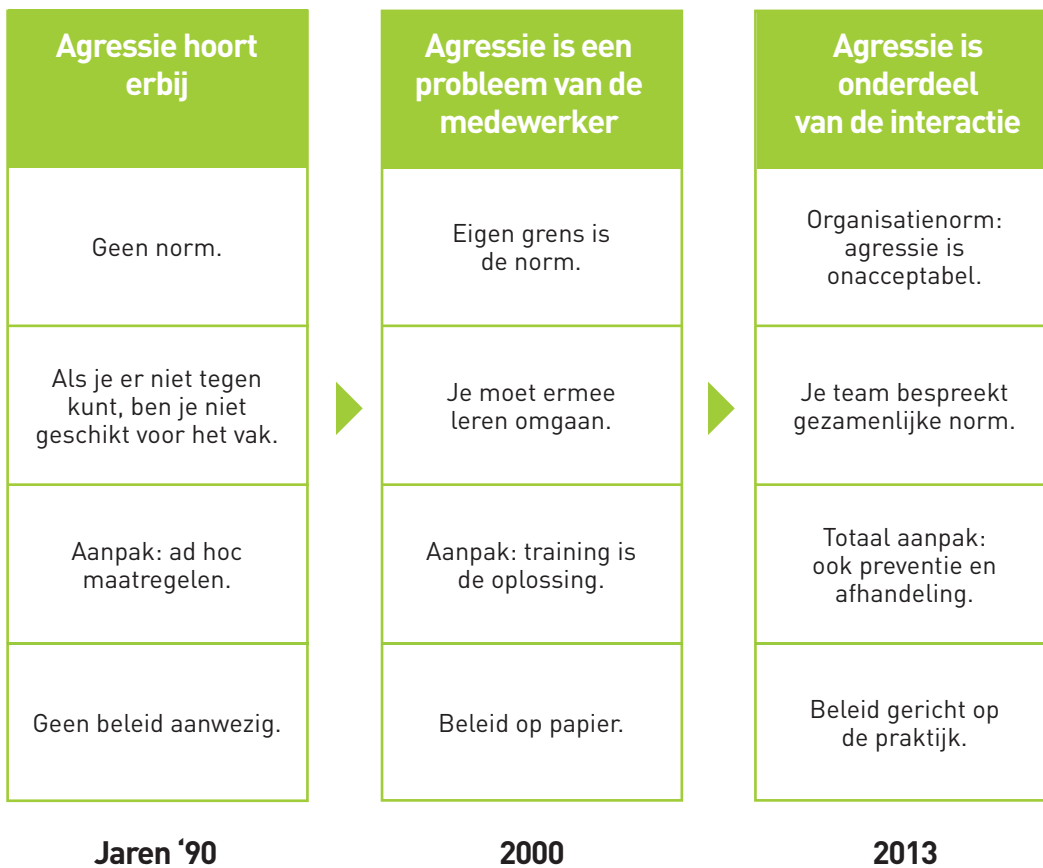 Agressie hoort
erbij
Geen norm.
Als je er niet tegen
kunt, ben je niet
geschikt voor het vak.
Aanpak: ad hoc
maatregelen.
Geen beleid aanwezig.
Jaren ‘90
Agressie is een
probleem van de
medewerker
Eigen grens is
de norm.
Je moet ermee
leren omgaan.
Aanpak: training is
de oplossing.
Beleid op papier.
2000
Agressie is
onderdeel
van de interactie
Organisatienorm:
agressie is
onacceptabel.
Je team bespreekt
gezamenlijke norm.
Totaal aanpak:
ook preventie en
afhandeling.
Beleid gericht op
de praktijk.
2013